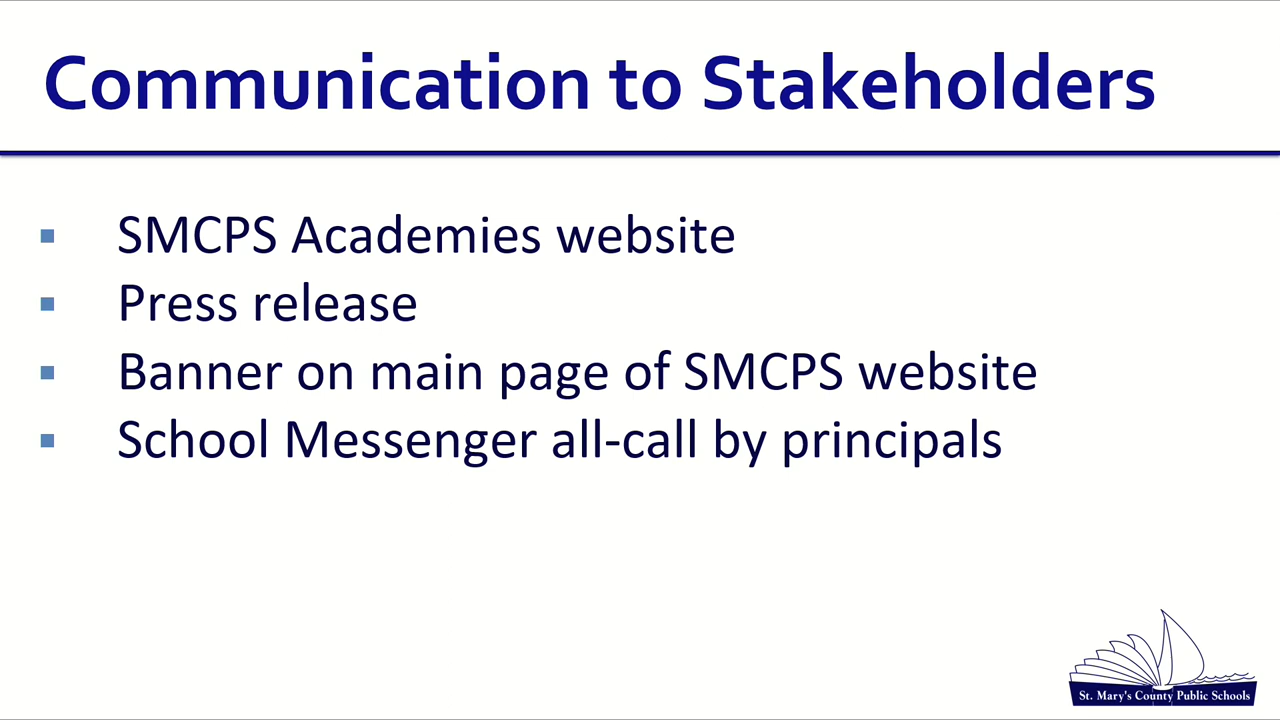 Communication to Stakeholders
SMCPS Academies website
Press release
Banner on main page of SMCPS website
School Messenger all-call by principals
St. Mary's County Public Schools